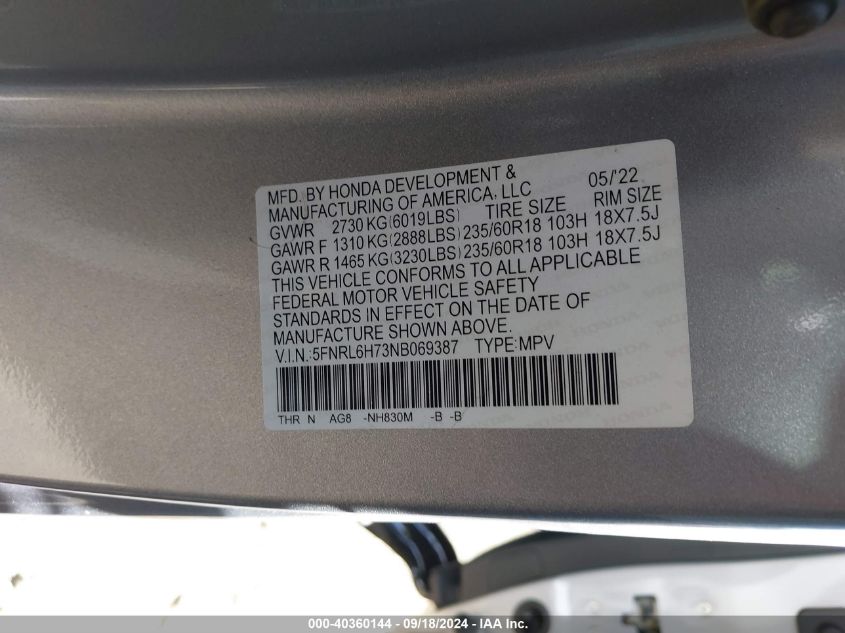 MFD. BY HONDA DEVELOPMENT & 05/'22
MANUFACTURING OF AMERICA, LLC
GVWR 2730 KG(6019LBS) TIRE SIZE RIM SIZE
GAWR F 1310 KG(2888LBS) 235/60R18 103H 18X7.5J
GAWR R 1465 KG(3230LBS) 235/60R18 103H 18X7.5J
THIS VEHICLE CONFORMS TO ALL APPLICABLE
FEDERAL MOTOR VEHICLE SAFETY
STANDARDS IN EFFECT ON THE DATE OF
MANUFACTURE SHOWN ABOVE.
V.I.N.:5FNRL6H73NB069387 TYPE:MPV
THR N AG8 -NH830M -B -B
000-40360144 - 09/18/2024 - IAA Inc.